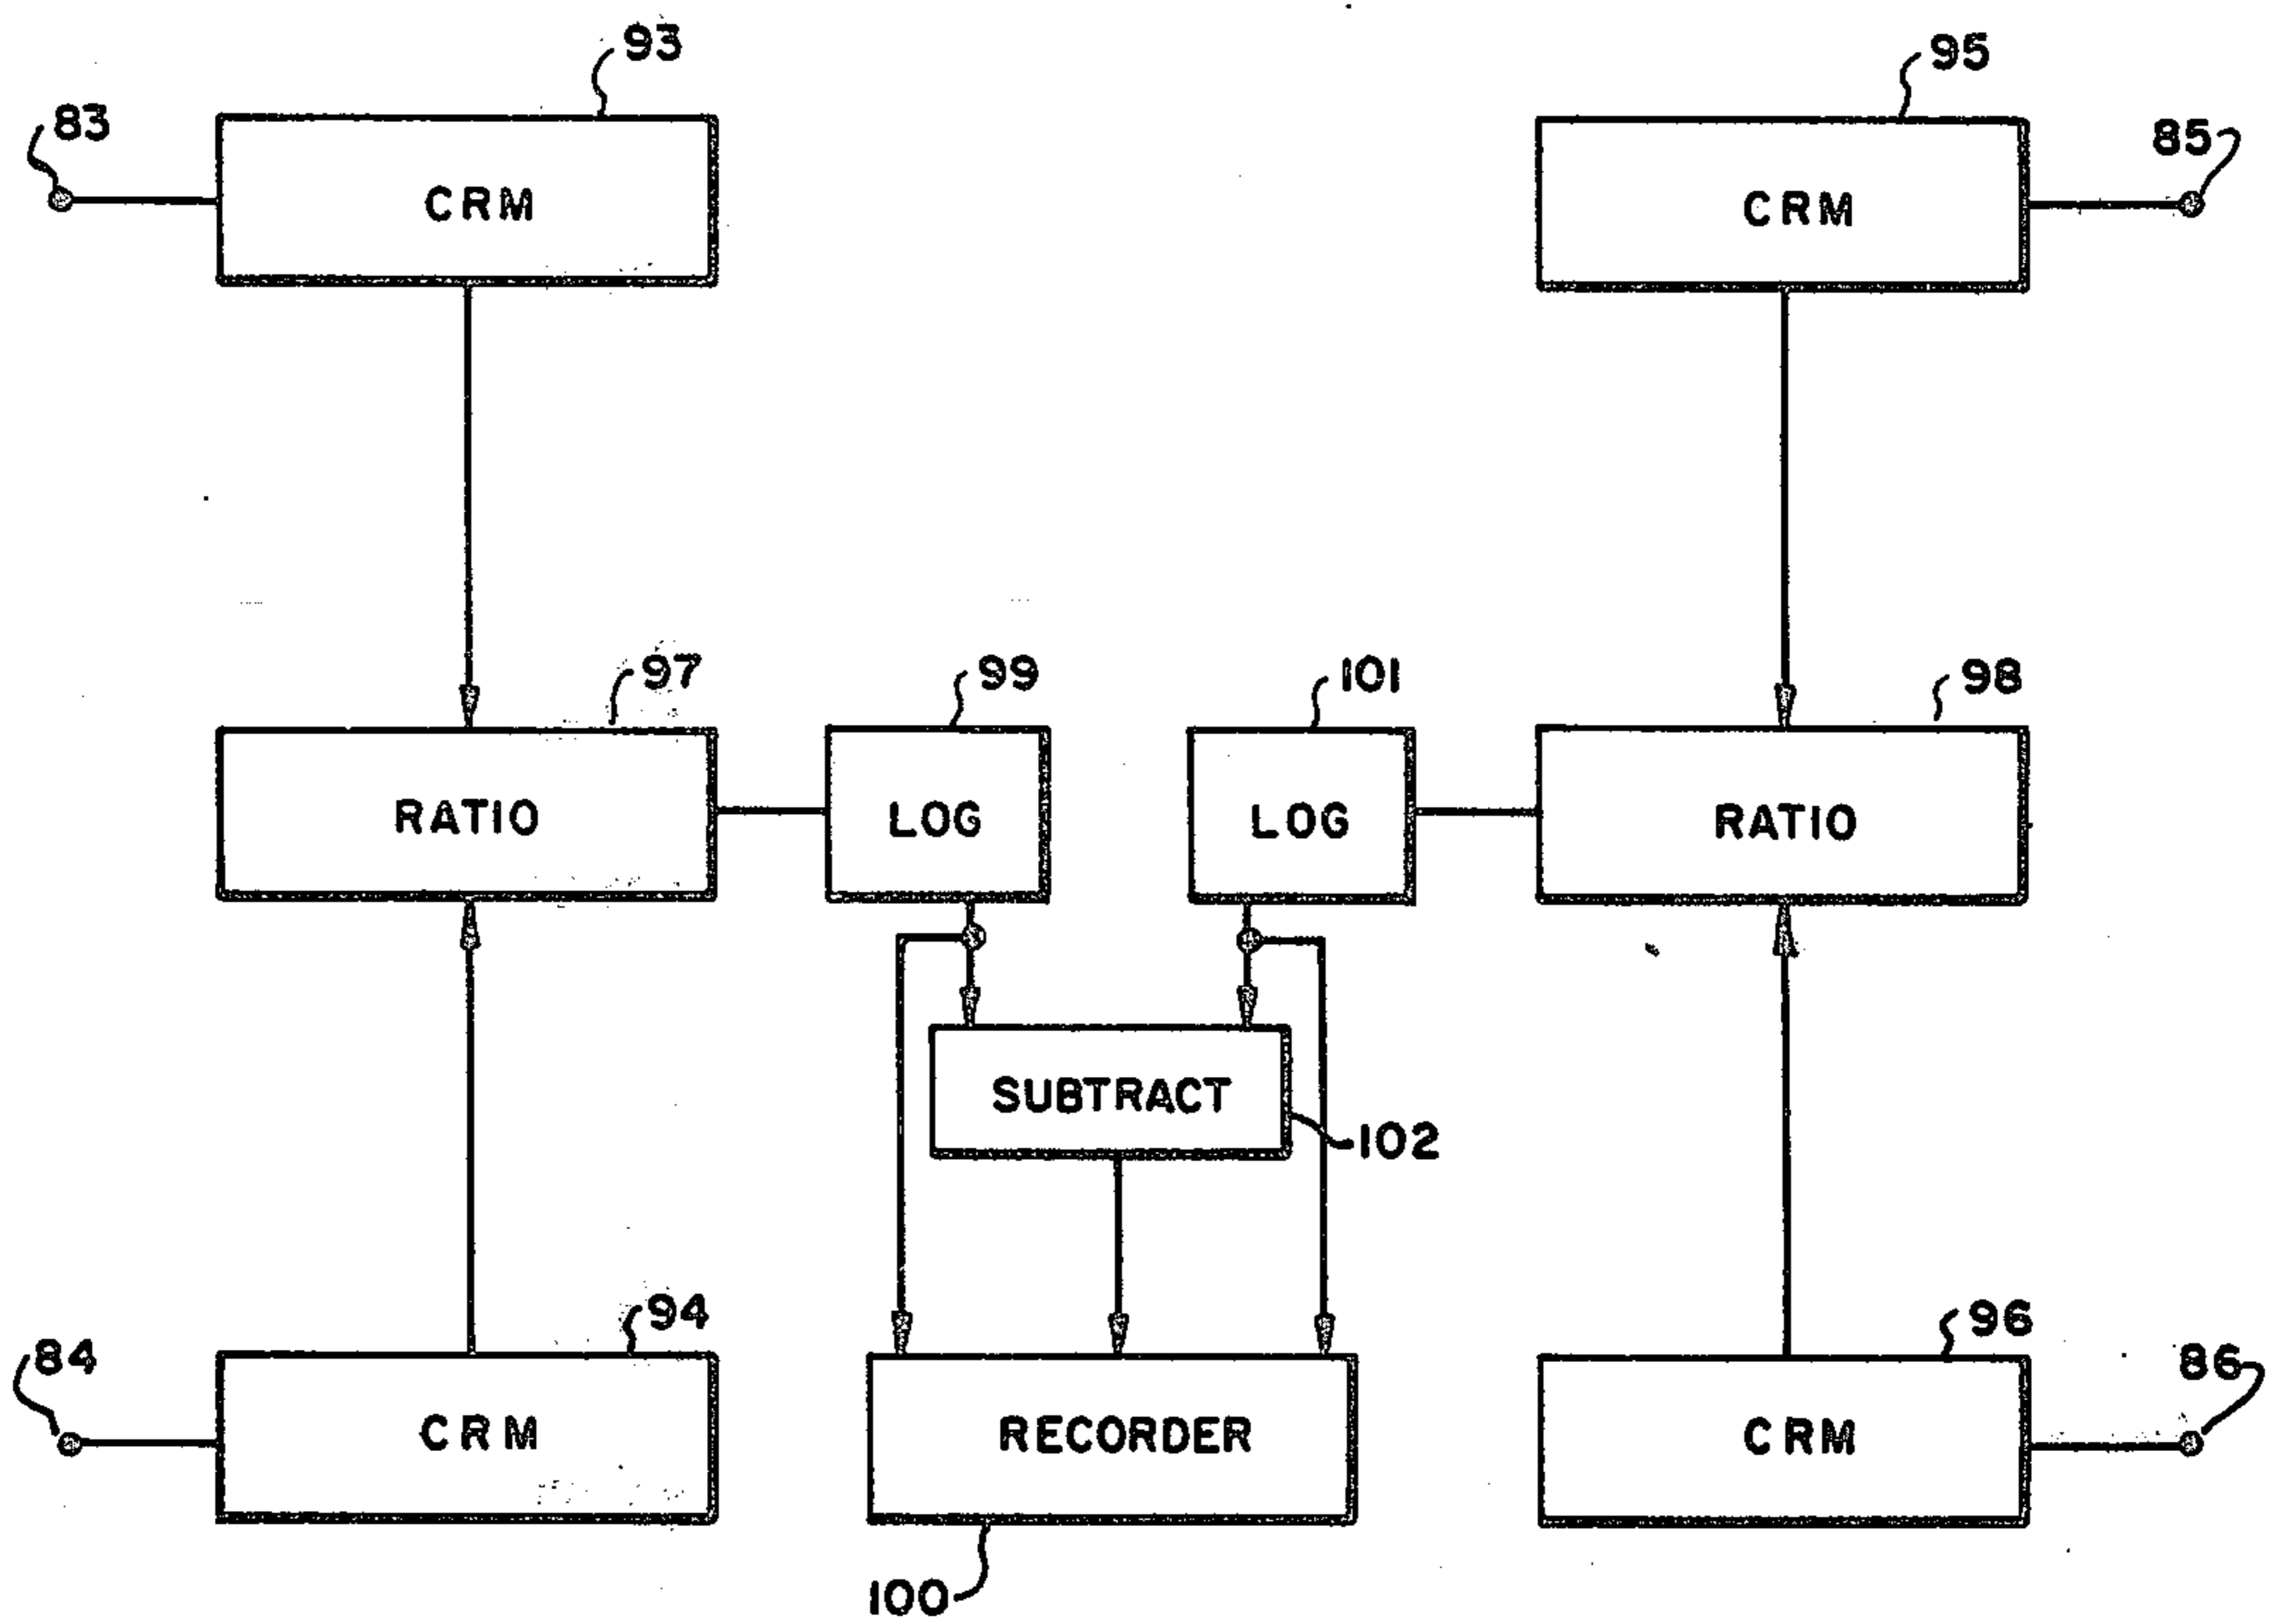 93
95
83
85
CRM
CRM
97
99
101
98
RATIO
LOG
LOG
RATIO
SUBTRACT
102
94
96
84
86
CRM
RECORDER
CRM
100